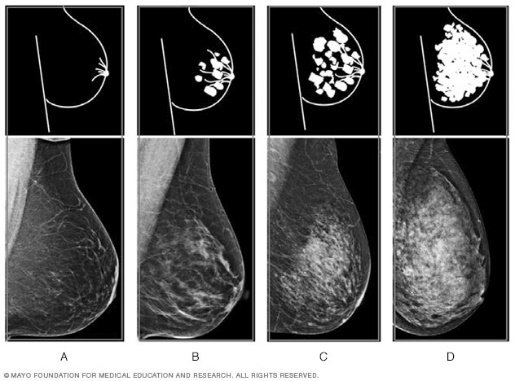 A B C D
© MAYO FOUNDATION FOR MEDICAL EDUCATION AND RESEARCH. ALL RIGHTS RESERVED.